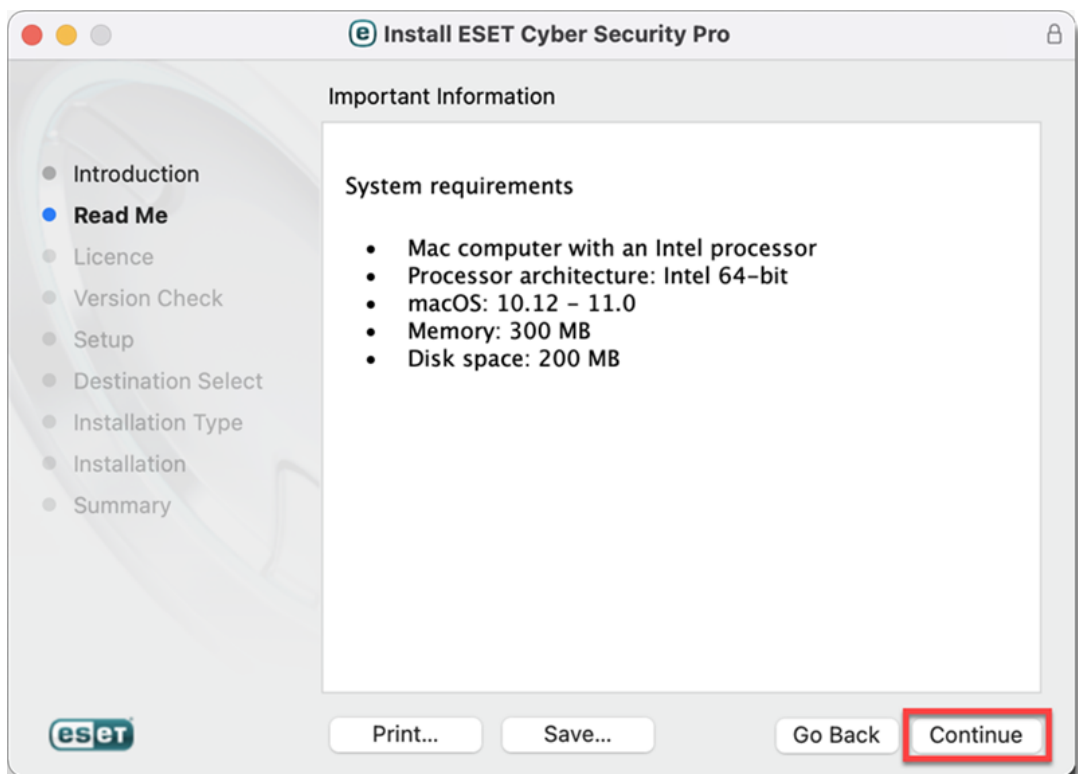 Install ESET Cyber Security Pro
Important Information
Introduction
Read Me
Licence
Version Check
Setup
Destination Select
Installation Type
Installation
Summary
System requirements
• Mac computer with an Intel processor
• Processor architecture: Intel 64-bit
• macOS: 10.12 – 11.0
• Memory: 300 MB
• Disk space: 200 MB
eset
Print...
Save...
Go Back
Continue